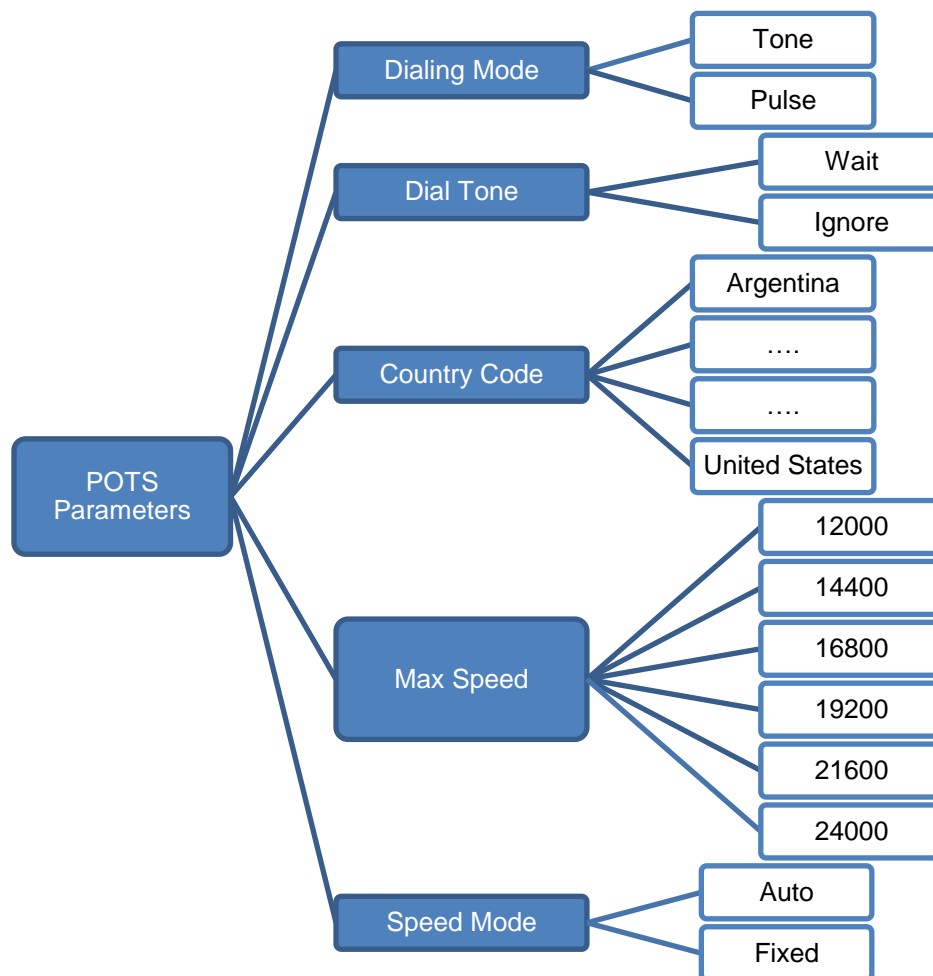 Dialing Mode
Tone
Pulse
Dial Tone
Wait
Ignore
Country Code
Argentina
....
....
United States
POTS
Parameters
Max Speed
12000
14400
16800
19200
21600
24000
Speed Mode
Auto
Fixed